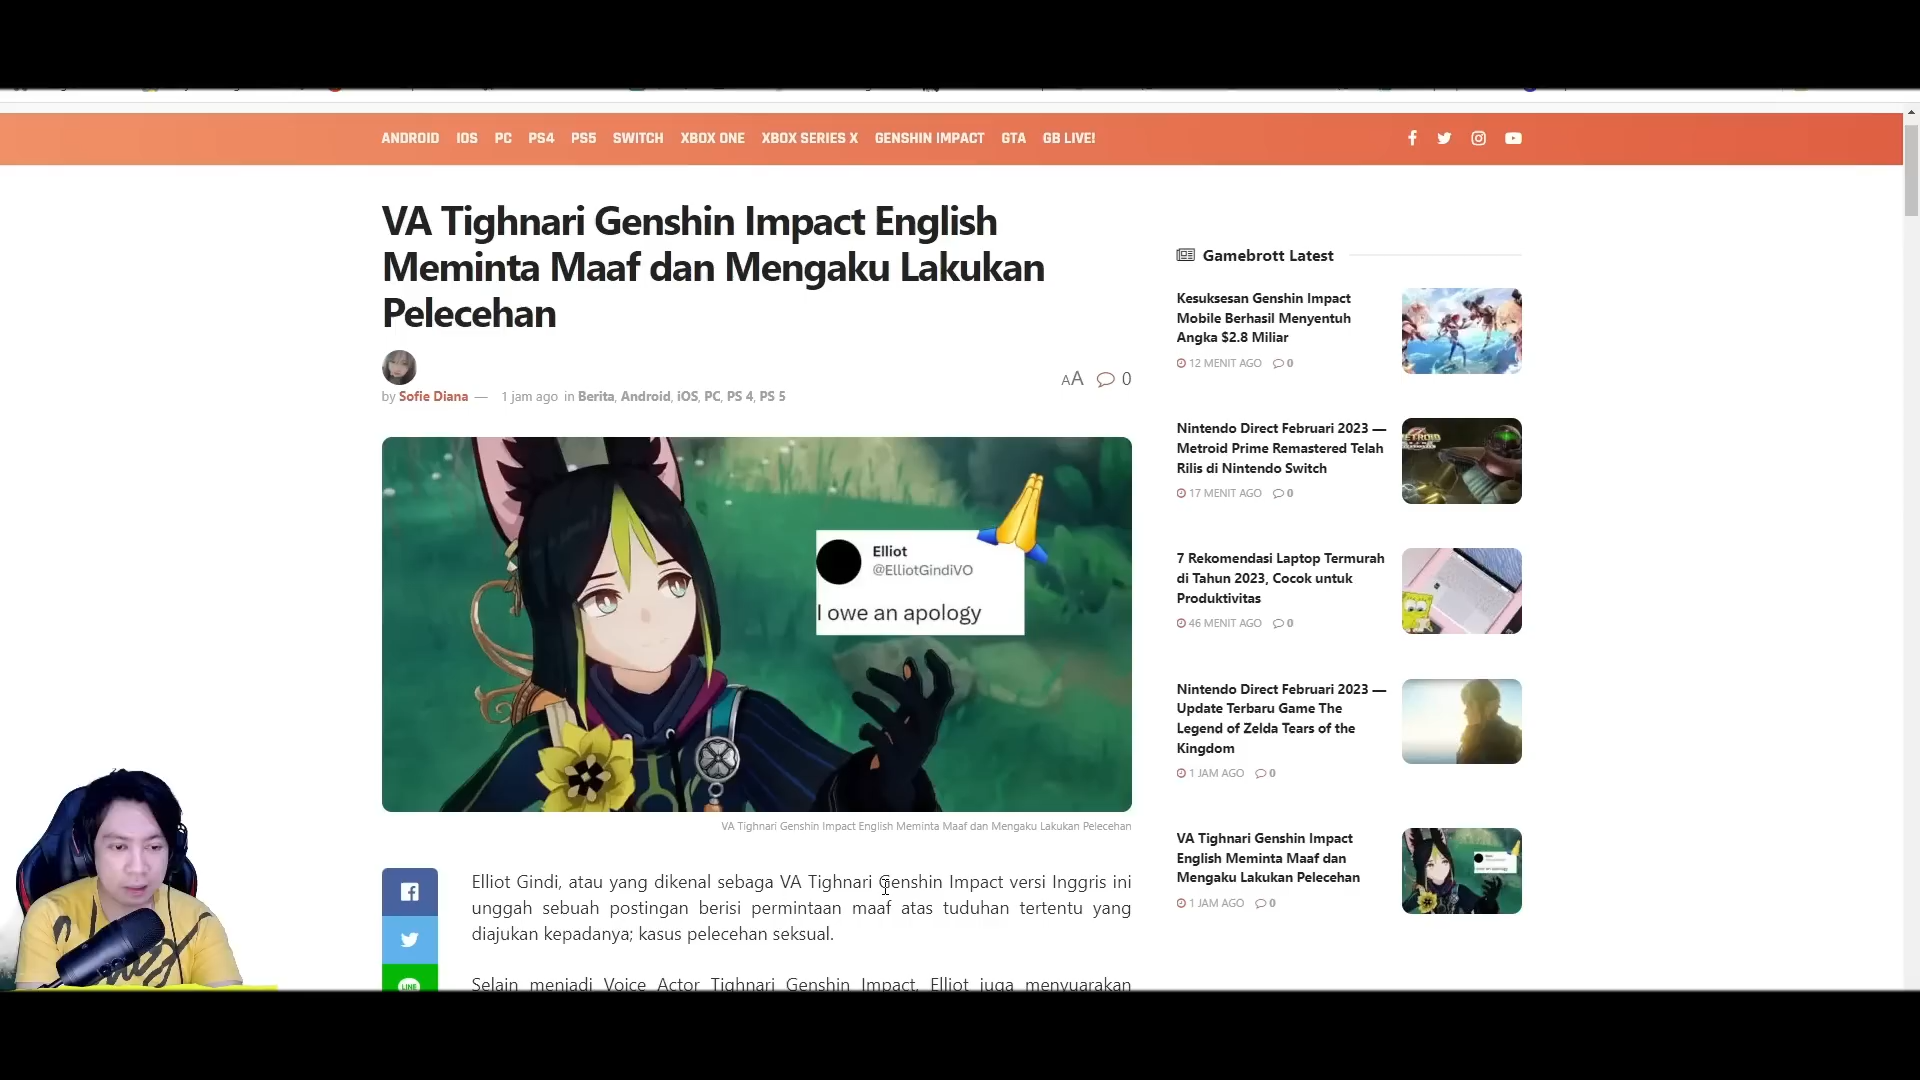 ANDROID IOS PC PS4 PS5 SWITCH XBOX ONE XBOX SERIES X GENSHIN IMPACT GTA GB LIVE!
VA Tighnari Genshin Impact English
Meminta Maaf dan Mengaku Lakukan
Pelecehan
by Sofie Diana — 1 jam ago in Berita, Android, iOS, PC, PS 4, PS 5
AA 0
Elliot
@ElliotGindiVO
I owe an apology
VA Tighnari Genshin Impact English Meminta Maaf dan Mengaku Lakukan Pelecehan
Elliot Gindi, atau yang dikenal sebaga VA Tighnari Genshin Impact versi Inggris ini
unggah sebuah postingan berisi permintaan maaf atas tuduhan tertentu yang
diajukan kepadanya; kasus pelecehan seksual.
Selain menjadi Voice Actor Tighnari Genshin Impact, Elliot juga menyuarakan
LINE
Gamebrott Latest
Kesuksesan Genshin Impact
Mobile Berhasil Menyentuh
Angka $2.8 Miliar
12 MENIT AGO 0
Nintendo Direct Februari 2023 —
Metroid Prime Remastered Telah
Rilis di Nintendo Switch
17 MENIT AGO 0
7 Rekomendasi Laptop Termurah
di Tahun 2023, Cocok untuk
Produktivitas
46 MENIT AGO 0
Nintendo Direct Februari 2023 —
Update Terbaru Game The
Legend of Zelda Tears of the
Kingdom
1 JAM AGO 0
VA Tighnari Genshin Impact
English Meminta Maaf dan
Mengaku Lakukan Pelecehan
1 JAM AGO 0